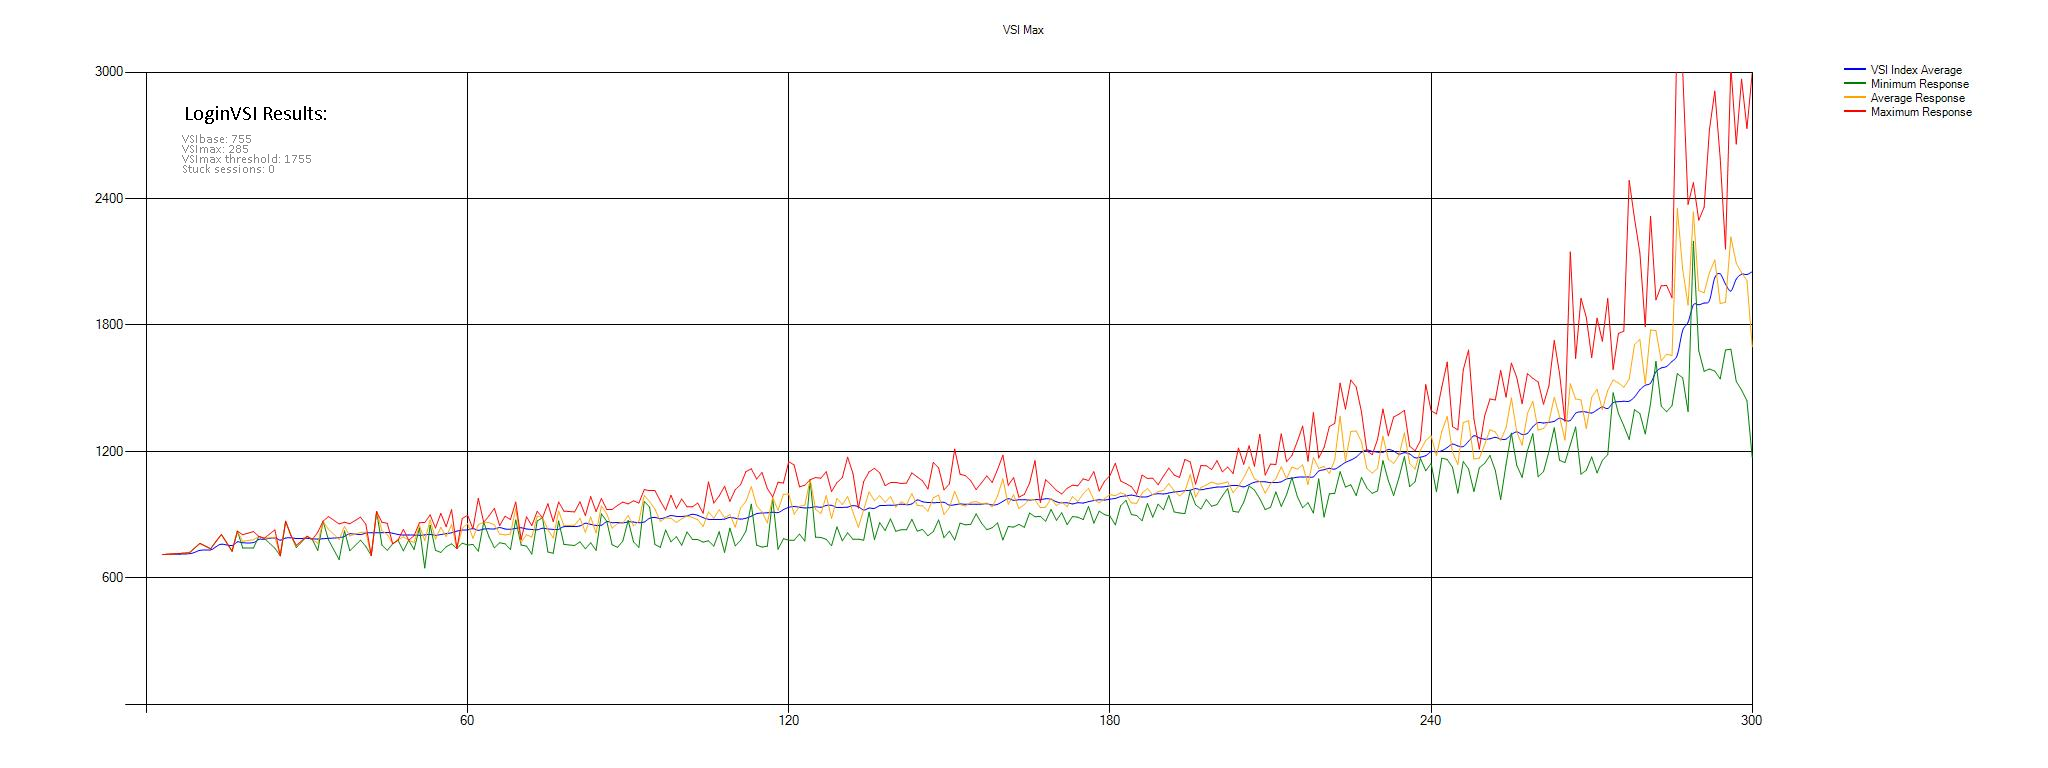 VSI Max
3000
2400
1800
1200
600
60
120
180
240
300
LoginVSI Results:
VSIbase: 755
VSImax: 285
VSImax threshold: 1755
Stuck sessions: 0
VSI Index Average
Minimum Response
Average Response
Maximum Response